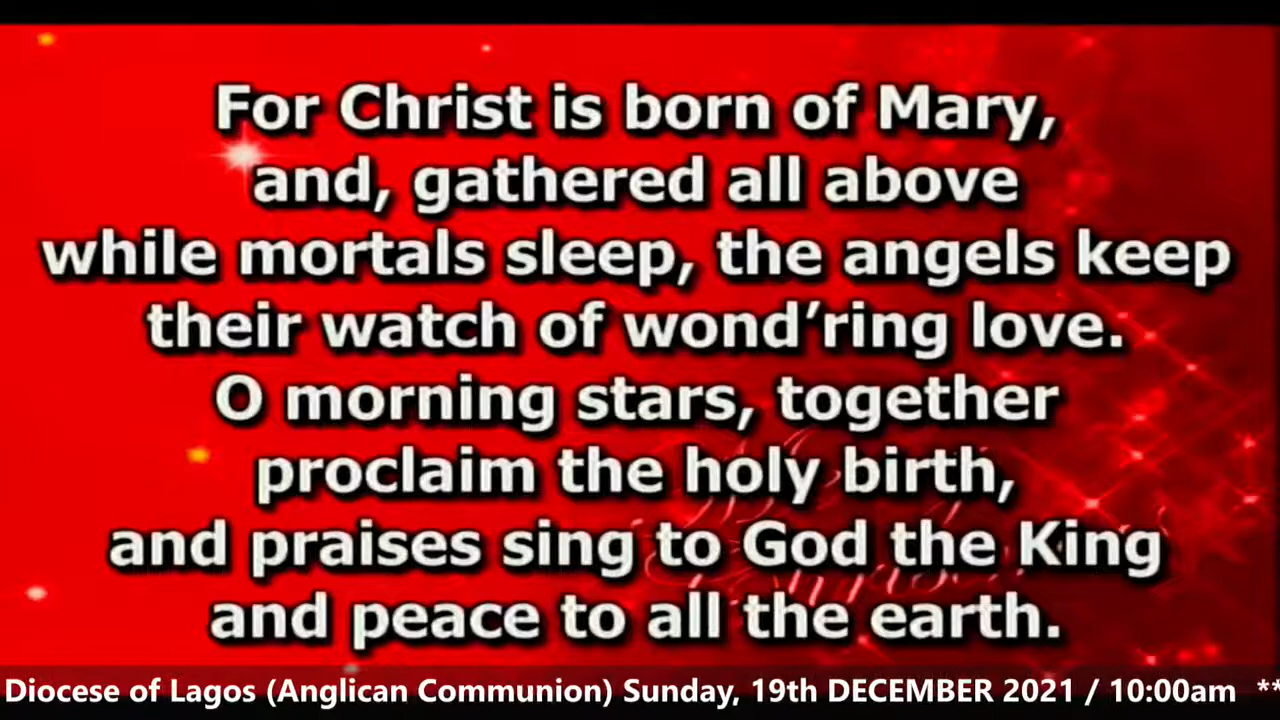 For Christ is born of Mary,
and, gathered all above
while mortals sleep, the angels keep
their watch of wond’ring love.
O morning stars, together
proclaim the holy birth,
and praises sing to God the King
and peace to all the earth.
Diocese of Lagos (Anglican Communion) Sunday, 19th DECEMBER 2021 / 10:00am **